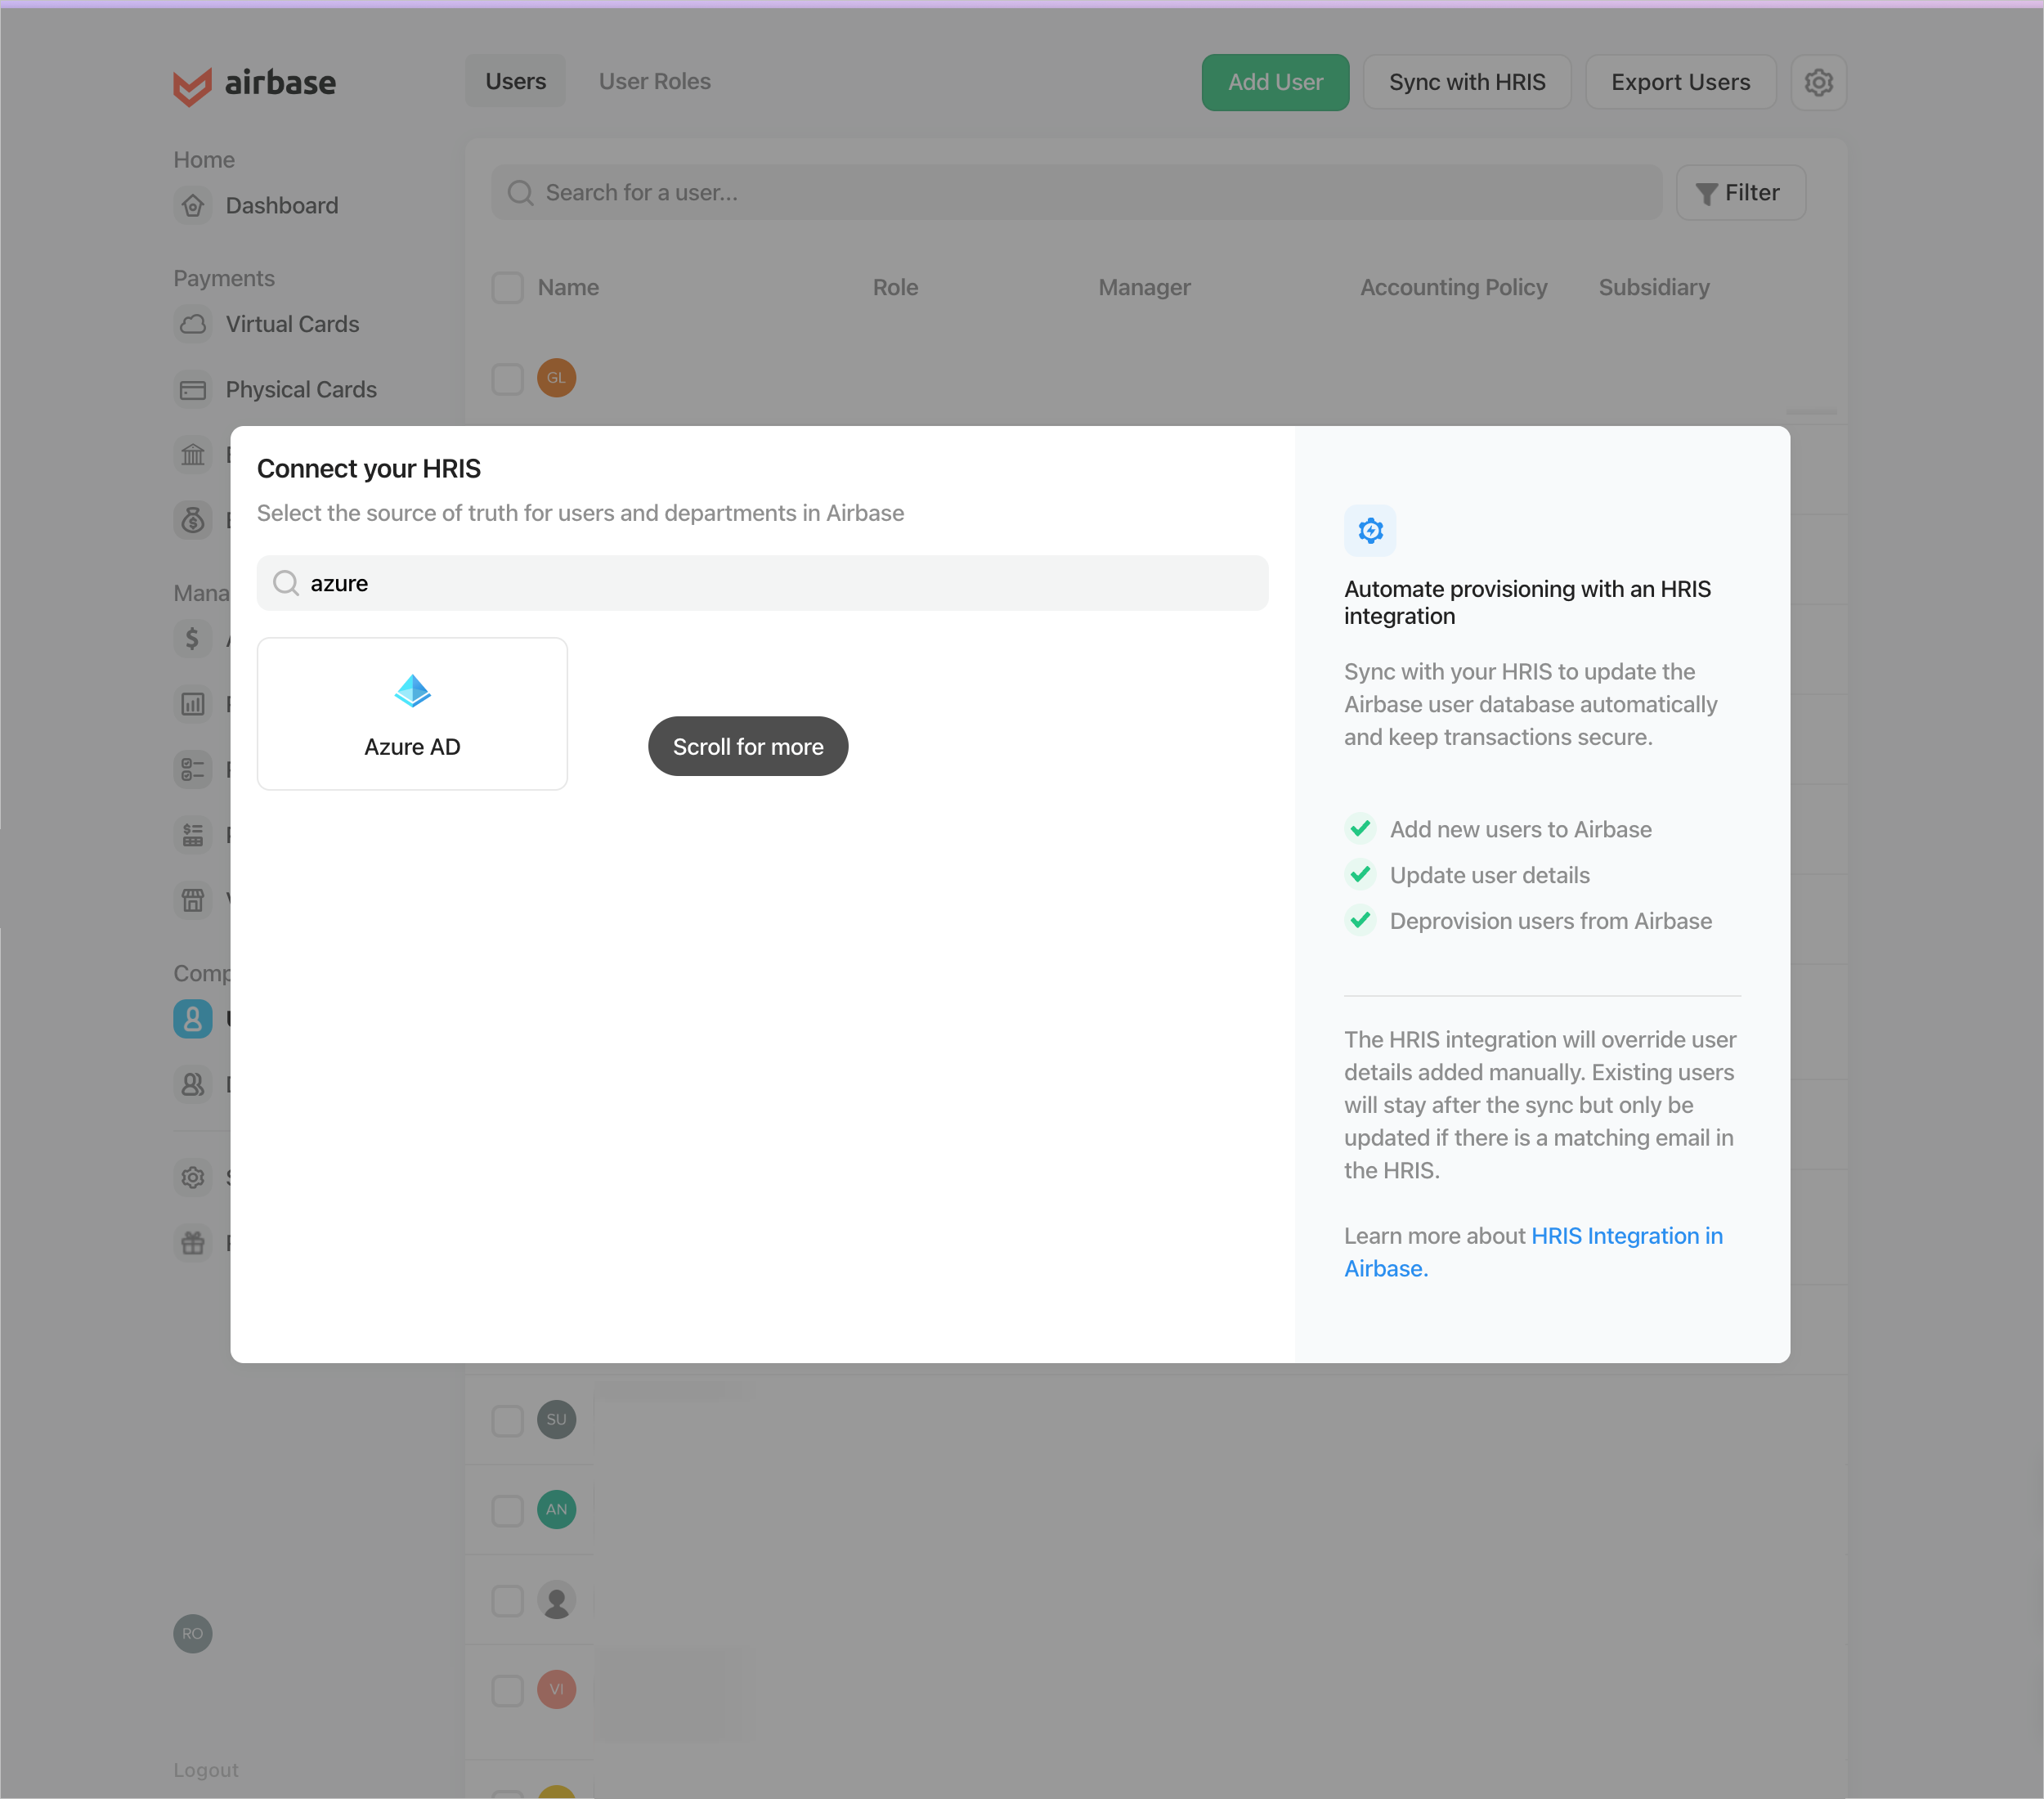 airbase
Users
User Roles
Add User
Sync with HRIS
Export Users
Home
Dashboard
Payments
Virtual Cards
Physical Cards
Search for a user...
Filter
Name
Role
Manager
Accounting Policy
Subsidiary
GL
Connect your HRIS
Select the source of truth for users and departments in Airbase
azure
Azure AD
Scroll for more
Automate provisioning with an HRIS
integration
Sync with your HRIS to update the
Airbase user database automatically
and keep transactions secure.
Add new users to Airbase
Update user details
Deprovision users from Airbase
The HRIS integration will override user
details added manually. Existing users
will stay after the sync but only be
updated if there is a matching email in
the HRIS.
Learn more about HRIS Integration in
Airbase.
SU
AN
VI
RO
Logout